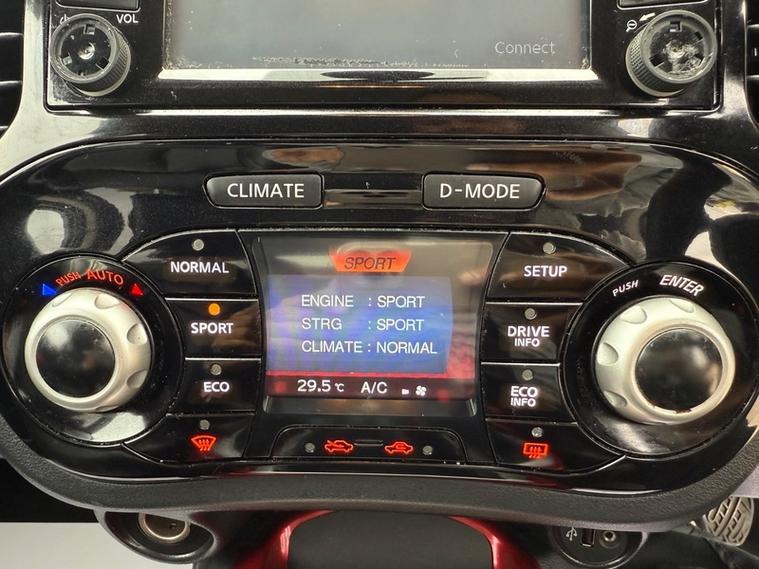 VOL
Connect
CLIMATE
D-MODE
PUSH AUTO
NORMAL
SPORT
SETUP
PUSH ENTER
SPORT
ENGINE : SPORT
STRG : SPORT
CLIMATE : NORMAL
DRIVE
INFO
ECO
ECO
INFO
29.5 °C A/C